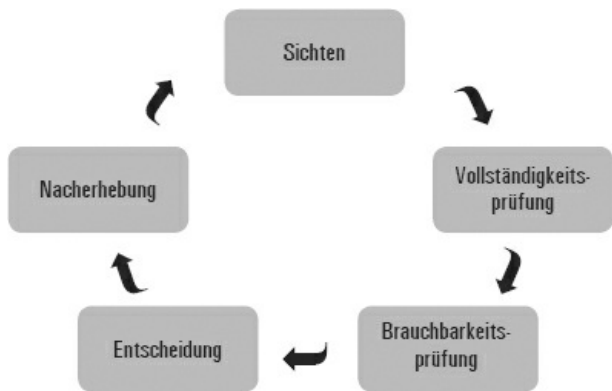 Sichten
Vollständigkeits-
prüfung
Brauchbarkeits-
prüfung
Entscheidung
Nacherhebung